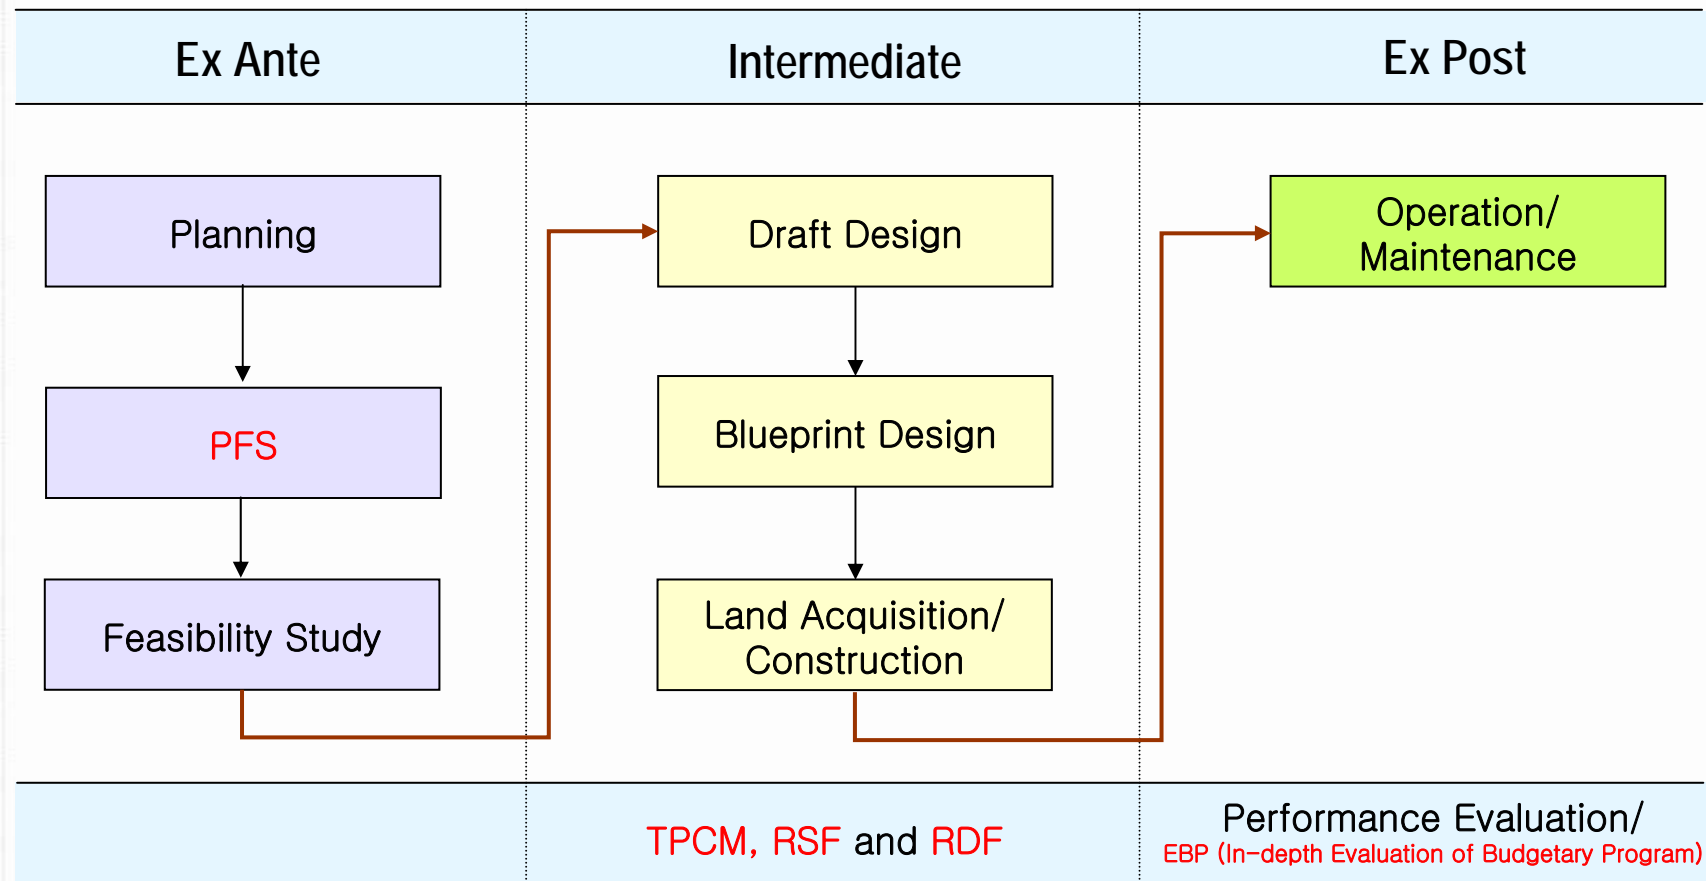 Ex Ante
Intermediate
Ex Post
Planning
PFS
Feasibility Study
Draft Design
Blueprint Design
Land Acquisition/
Construction
Operation/
Maintenance
TPCM, RSF and RDF
Performance Evaluation/
EBP (In-depth Evaluation of Budgetary Program)